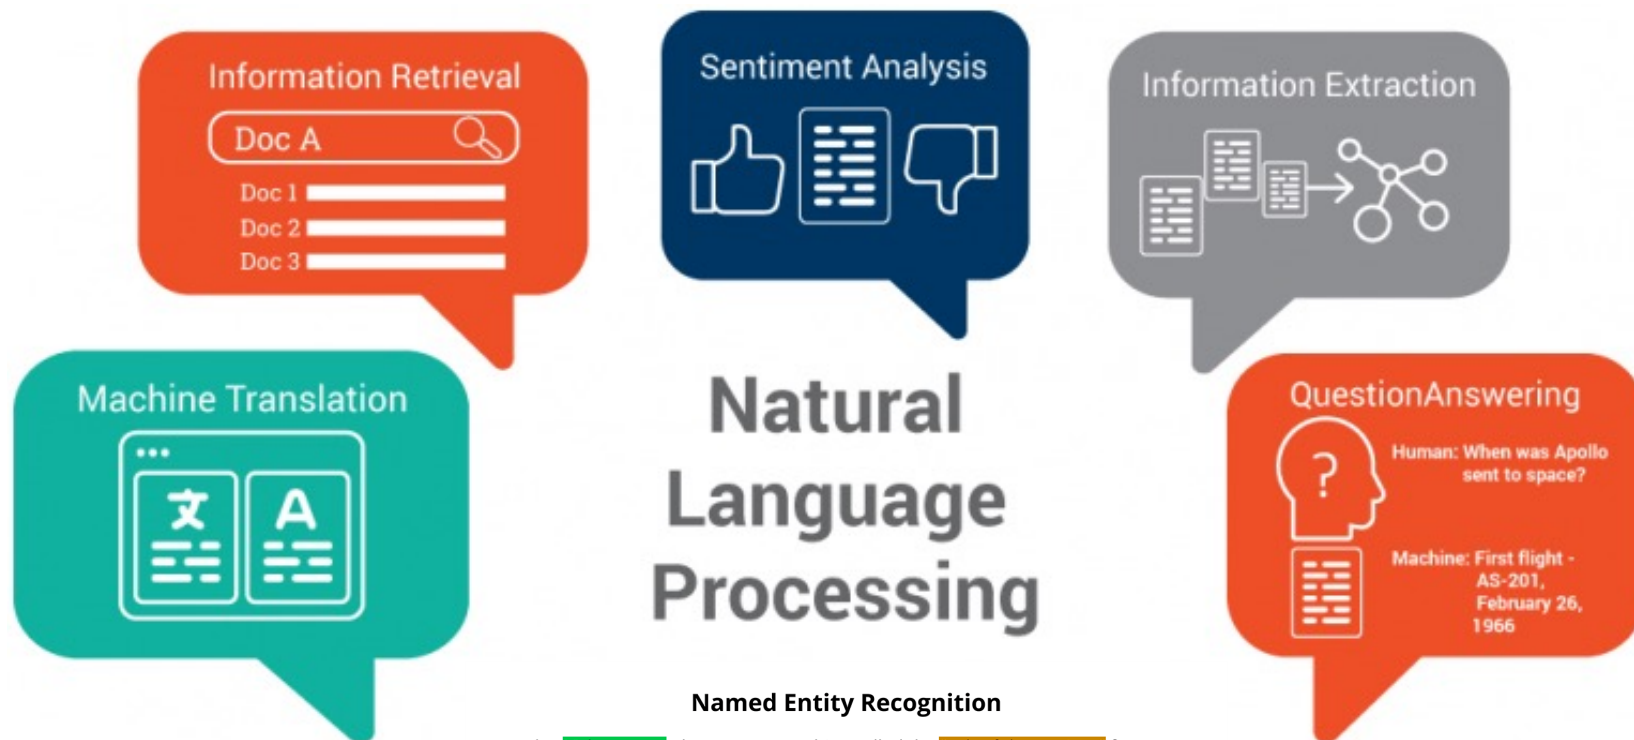 Information Retrieval
Doc A
Doc 1
Doc 2
Doc 3
Sentiment Analysis
Information Extraction
Machine Translation
文
A
Natural
Language
Processing
QuestionAnswering
?
Human: When was Apollo
sent to space?
Machine: First flight -
AS-201,
February 26,
1966
Named Entity Recognition